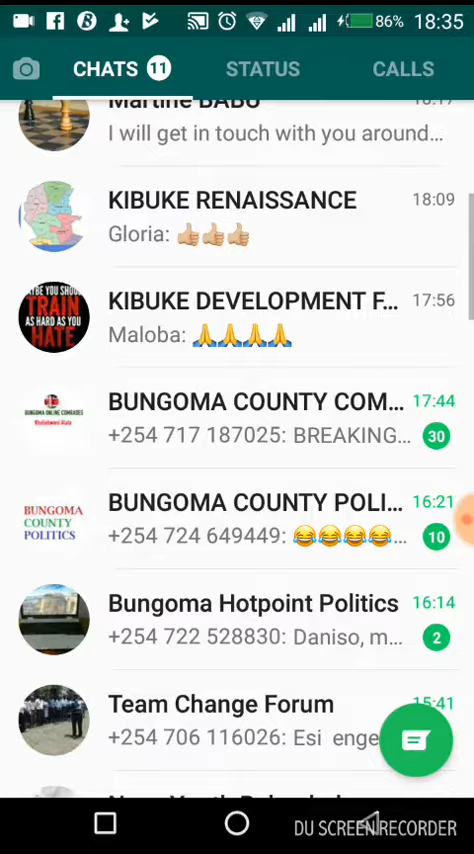 86% 18:35
CHATS 11 STATUS CALLS
Martine BABU 18:17
I will get in touch with you around...
KIBUKE RENAISSANCE 18:09
Gloria: 👍🏼👍🏼👍🏼
KIBUKE DEVELOPMENT F... 17:56
MAYBE YOU SHOULD
TRAIN
AS HARD AS YOU
HATE
Maloba: 🙏🙏🙏🙏
BUNGOMA COUNTY COM... 17:44
BUNGOMA ONLINE COMRADES
+254 717 187025: BREAKING... 30
BUNGOMA COUNTY POLI... 16:21
BUNGOMA
COUNTY
POLITICS
+254 724 649449: 😂😂😂😂... 10
Bungoma Hotpoint Politics 16:14
+254 722 528830: Daniso, m... 2
Team Change Forum 15:41
+254 706 116026: Esi enge
DU SCREEN RECORDER